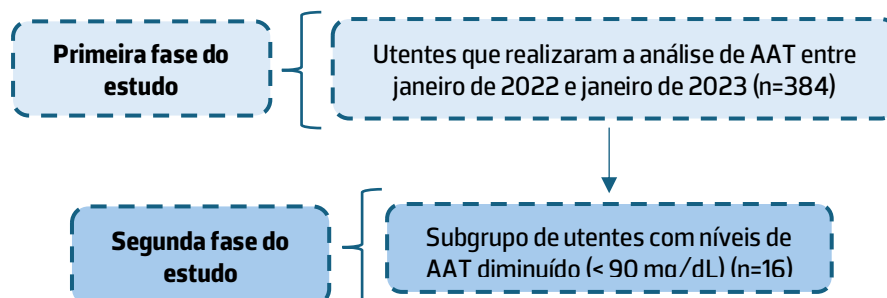 Primeira fase do
estudo
Utentes que realizaram a análise de AAT entre
janeiro de 2022 e janeiro de 2023 (n=384)
Segunda fase do
estudo
Subgrupo de utentes com níveis de
AAT diminuído (< 90 mg/dL) (n=16)